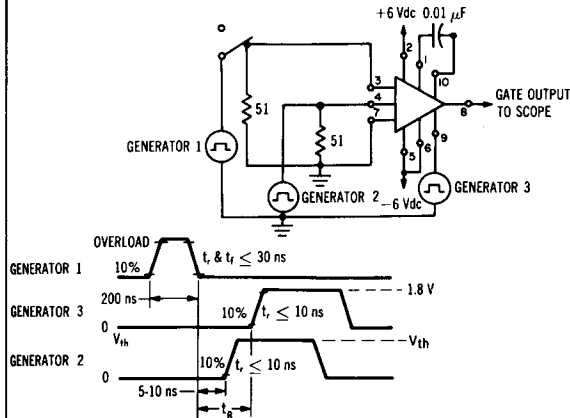 +6 Vdc 0.01 μF
2
1
10
3
4
7
8
GATE OUTPUT
TO SCOPE
9
5
6
51
51
GENERATOR 1
GENERATOR 2
−6 Vdc
GENERATOR 3
OVERLOAD
GENERATOR 1
10%
tr & tf ≤ 30 ns
200 ns
1.8 V
GENERATOR 3
10%
tr ≤ 10 ns
0
Vth
Vth
GENERATOR 2
10%
tr ≤ 10 ns
0
5-10 ns
tR